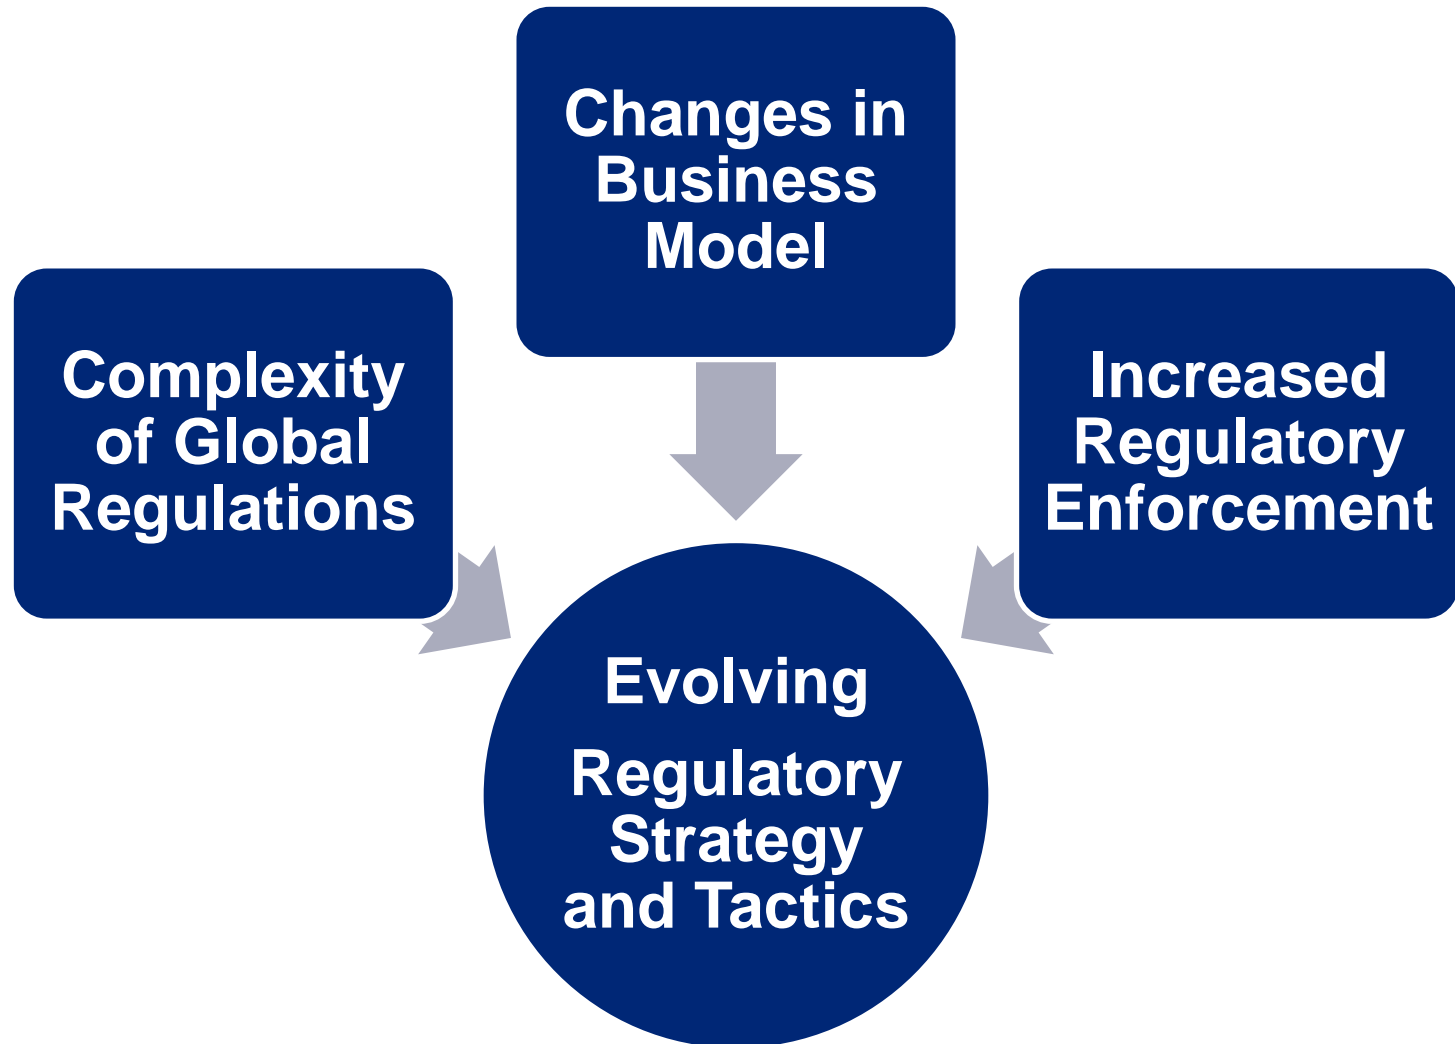 Changes in
Business
Model
Complexity
of Global
Regulations
Increased
Regulatory
Enforcement
Evolving
Regulatory
Strategy
and Tactics